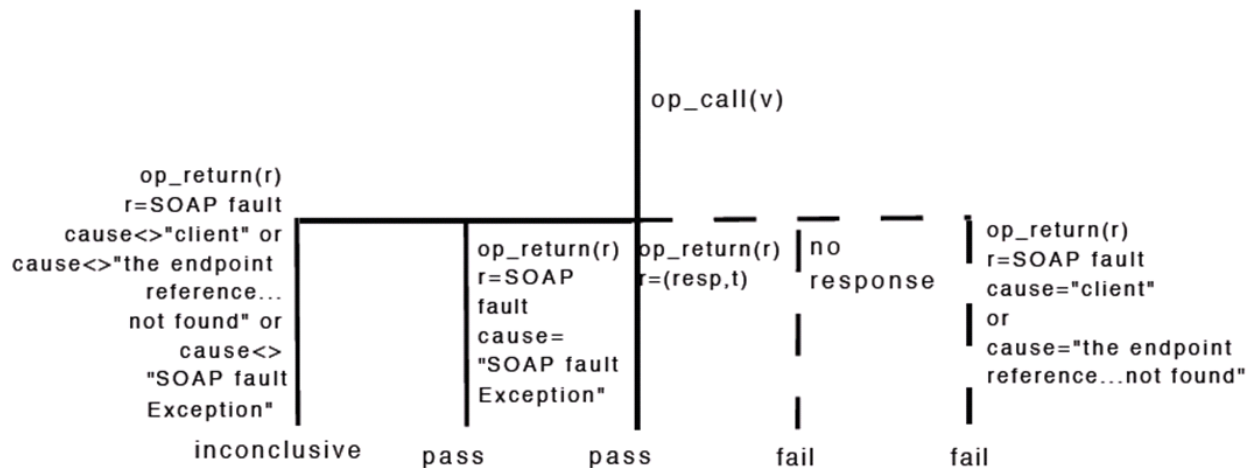 op_call(v)
op_return(r)
r=SOAP fault
cause<>"client" or
cause<>"the endpoint
reference...
not found" or
cause<>
"SOAP fault
Exception"
op_return(r)
r=SOAP
fault
cause=
"SOAP fault
Exception"
op_return(r)
r=(resp,t)
no
response
op_return(r)
r=SOAP fault
cause="client"
or
cause="the endpoint
reference...not found"
inconclusive
pass
pass
fail
fail